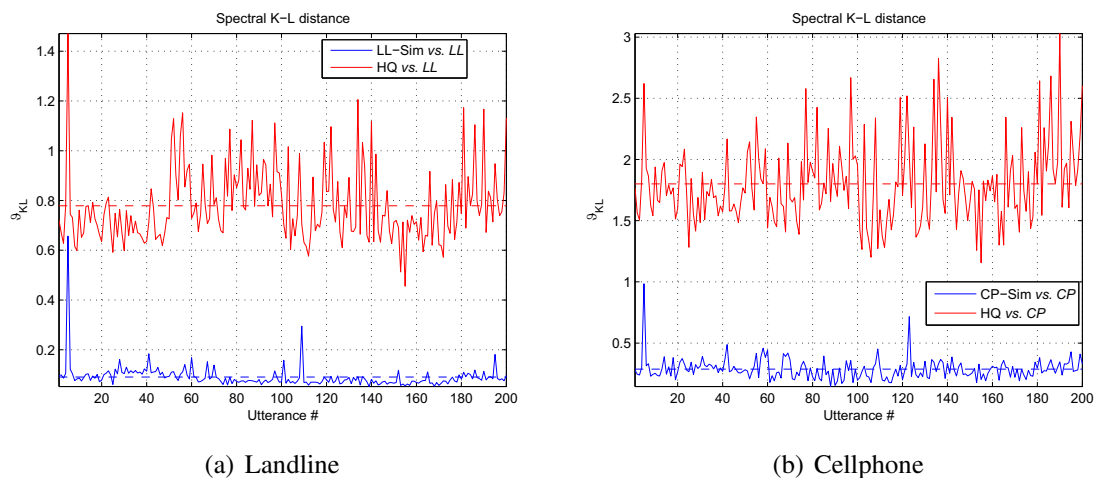 Spectral K−L distance
1.4
1.2
1
0.8
0.6
0.4
0.2
ϑKL
LL−Sim vs. LL
HQ vs. LL
20 40 60 80 100 120 140 160 180 200
Utterance #
(a) Landline
Spectral K−L distance
3
2.5
2
1.5
1
0.5
ϑKL
CP−Sim vs. CP
HQ vs. CP
20 40 60 80 100 120 140 160 180 200
Utterance #
(b) Cellphone